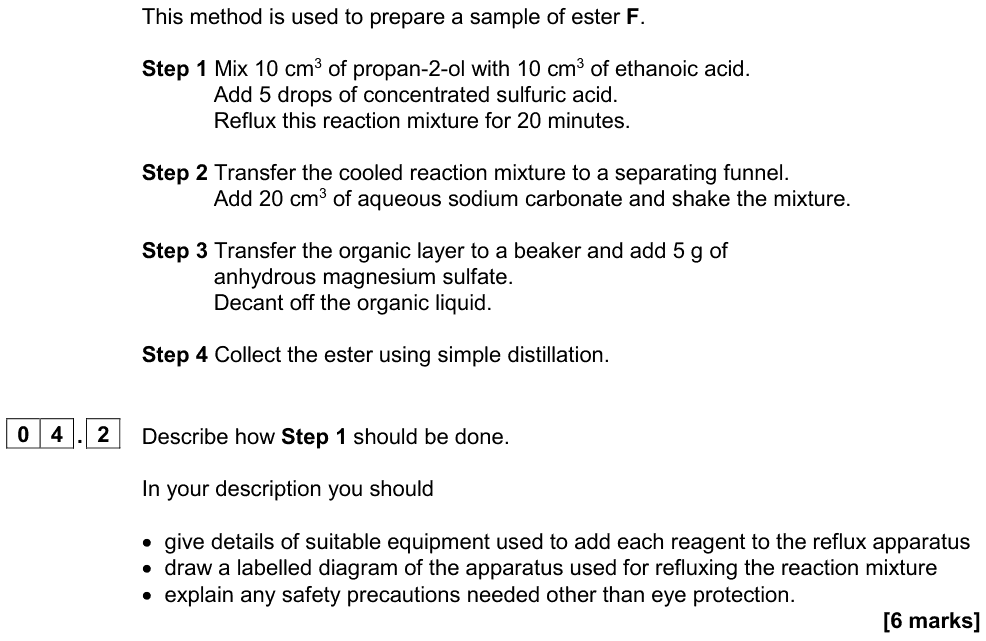 This method is used to prepare a sample of ester F.
Step 1 Mix 10 cm³ of propan-2-ol with 10 cm³ of ethanoic acid.
Add 5 drops of concentrated sulfuric acid.
Reflux this reaction mixture for 20 minutes.
Step 2 Transfer the cooled reaction mixture to a separating funnel.
Add 20 cm³ of aqueous sodium carbonate and shake the mixture.
Step 3 Transfer the organic layer to a beaker and add 5 g of
anhydrous magnesium sulfate.
Decant off the organic liquid.
Step 4 Collect the ester using simple distillation.
0 4 . 2 Describe how Step 1 should be done.
In your description you should
• give details of suitable equipment used to add each reagent to the reflux apparatus
• draw a labelled diagram of the apparatus used for refluxing the reaction mixture
• explain any safety precautions needed other than eye protection.
[6 marks]